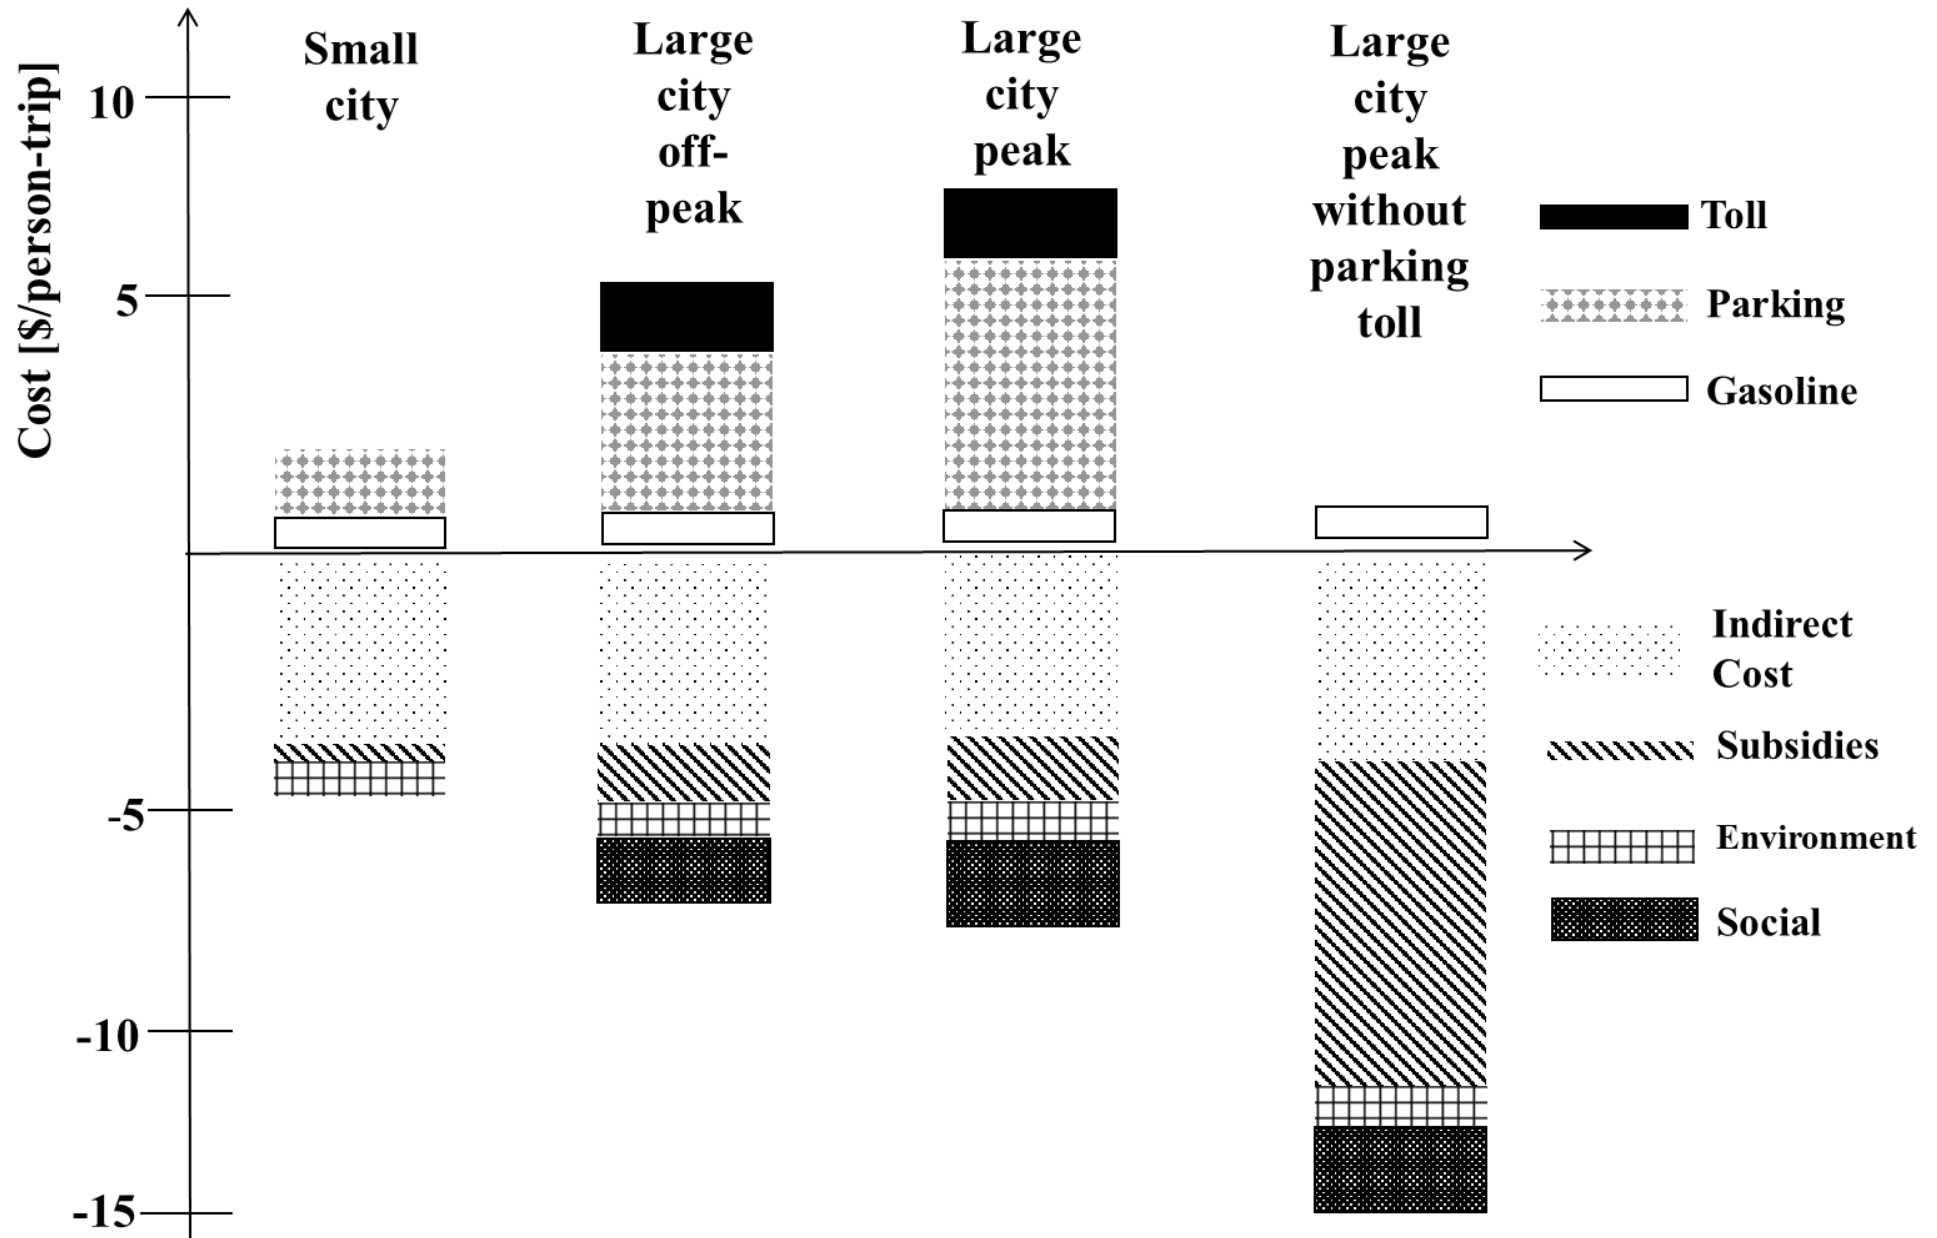 Cost [$/person-trip]
10
5
-5
-10
-15
Small
city
Large
city
off-
peak
Large
city
peak
Large
city
peak
without
parking
toll
Toll
Parking
Gasoline
Indirect
Cost
Subsidies
Environment
Social